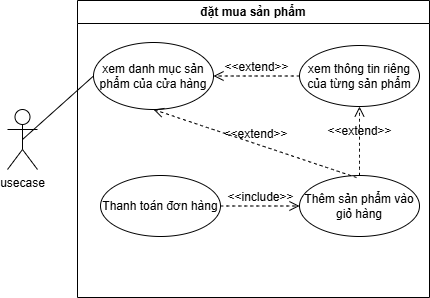 đặt mua sản phẩm
xem danh mục sản
phẩm của cửa hàng
<<extend>>
xem thông tin riêng
của từng sản phẩm
<<extend>>
<<extend>>
usecase
Thanh toán đơn hàng
<<include>>
Thêm sản phẩm vào
giỏ hàng